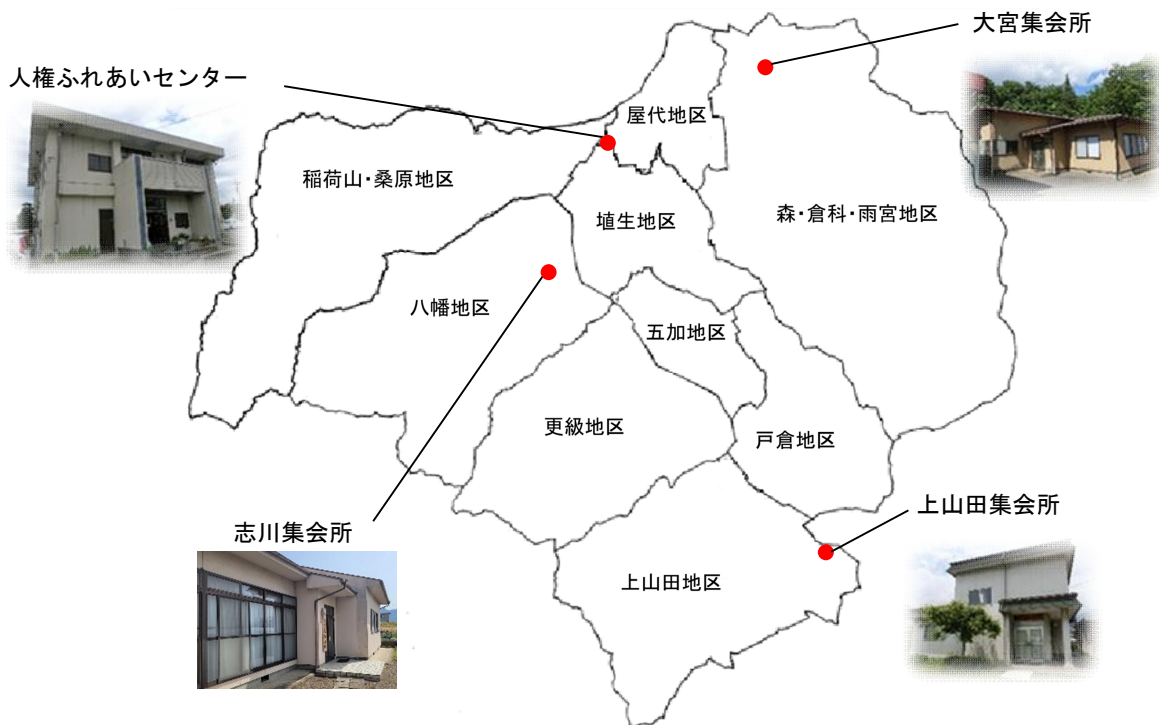 大宮集会所
人権ふれあいセンター
屋代地区
稲荷山・桑原地区
埴生地区
森・倉科・雨宮地区
八幡地区
五加地区
更級地区
戸倉地区
志川集会所
上山田集会所
上山田地区